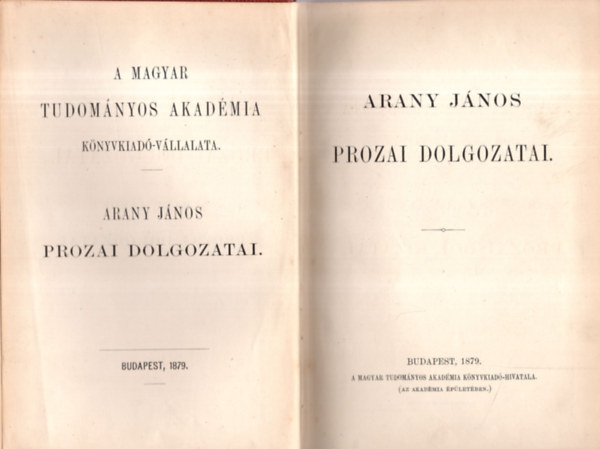 A MAGYAR
TUDOMÁNYOS AKADÉMIA
KÖNYVKIADÓ-VÁLLALATA.
ARANY JÁNOS
PROZAI DOLGOZATAI.
BUDAPEST, 1879.
ARANY JÁNOS
PROZAI DOLGOZATAI.
BUDAPEST, 1879.
A MAGYAR TUDOMÁNYOS AKADÉMIA KÖNYVKIADÓ-HIVATALA.
(AZ AKADÉMIA ÉPÜLETÉBEN.)